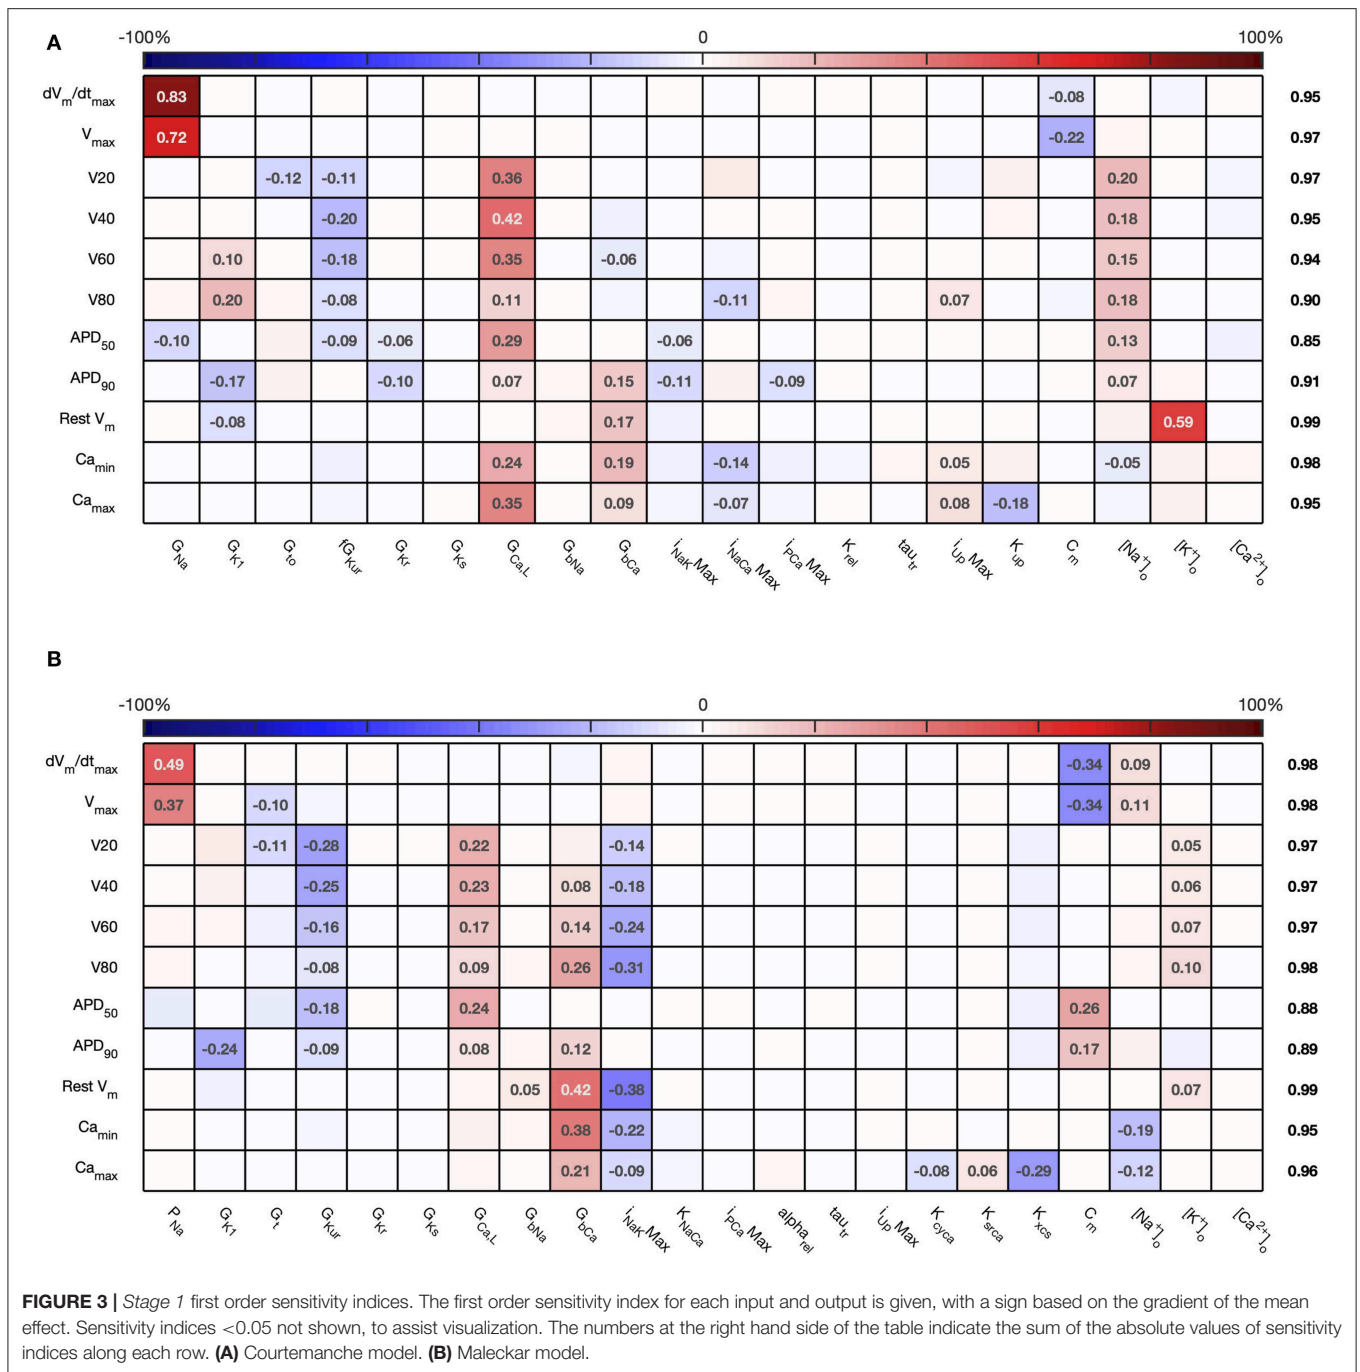 A
-100% 0 100%
dVm/dtmax 0.83 -0.08 0.95
Vmax 0.72 -0.22 0.97
V20 -0.12 -0.11 0.36 0.20 0.97
V40 -0.20 0.42 0.18 0.95
V60 0.10 -0.18 0.35 -0.06 0.15 0.94
V80 0.20 -0.08 0.11 -0.11 0.07 0.18 0.90
APD50 -0.10 -0.09 -0.06 0.29 -0.06 0.13 0.85
APD90 -0.17 -0.10 0.07 0.15 -0.11 -0.09 0.07 0.91
Rest Vm -0.08 0.17 0.59 0.99
Camin 0.24 0.19 -0.14 0.05 -0.05 0.98
Camax 0.35 0.09 -0.07 0.08 -0.18 0.95
GNa GK1 Gto fGKur GKr GKs GCa,L GbNa GbCa iNaK Max iNaCa Max iPCa Max Krel tautr iUp Max Kup Cm [Na+]o [K+]o [Ca2+]o
B
-100% 0 100%
dVm/dtmax 0.49 -0.34 0.09 0.98
Vmax 0.37 -0.10 -0.34 0.11 0.98
V20 -0.11 -0.28 0.22 -0.14 0.05 0.97
V40 -0.25 0.23 0.08 -0.18 0.06 0.97
V60 -0.16 0.17 0.14 -0.24 0.07 0.97
V80 -0.08 0.09 0.26 -0.31 0.10 0.98
APD50 -0.18 0.24 0.26 0.88
APD90 -0.24 -0.09 0.08 0.12 0.17 0.89
Rest Vm 0.05 0.42 -0.38 0.07 0.99
Camin 0.38 -0.22 -0.19 0.95
Camax 0.21 -0.09 -0.08 0.06 -0.29 -0.12 0.96
PNa GK1 Gt GKur GKr GKs GCa,L GbNa GbCa iNaK Max KNaCa iPCa Max alpharel tautr iUp Max Kcyca Ksrca Kxcs Cm [Na+]o [K+]o [Ca2+]o
FIGURE 3 | Stage 1 first order sensitivity indices. The first order sensitivity index for each input and output is given, with a sign based on the gradient of the mean
effect. Sensitivity indices <0.05 not shown, to assist visualization. The numbers at the right hand side of the table indicate the sum of the absolute values of sensitivity
indices along each row. (A) Courtemanche model. (B) Maleckar model.